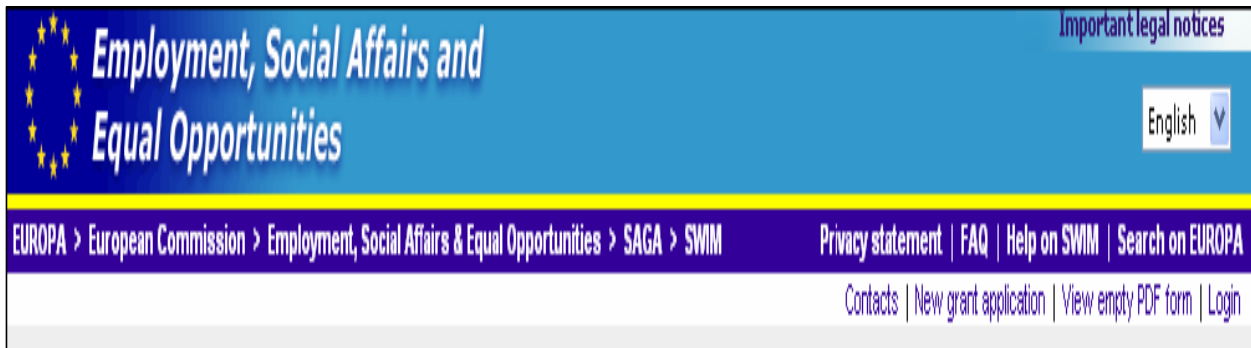 Important legal notices
Employment, Social Affairs and
Equal Opportunities
English
EUROPA > European Commission > Employment, Social Affairs & Equal Opportunities > SAGA > SWIM
Privacy statement | FAQ | Help on SWIM | Search on EUROPA
Contacts | New grant application | View empty PDF form | Login